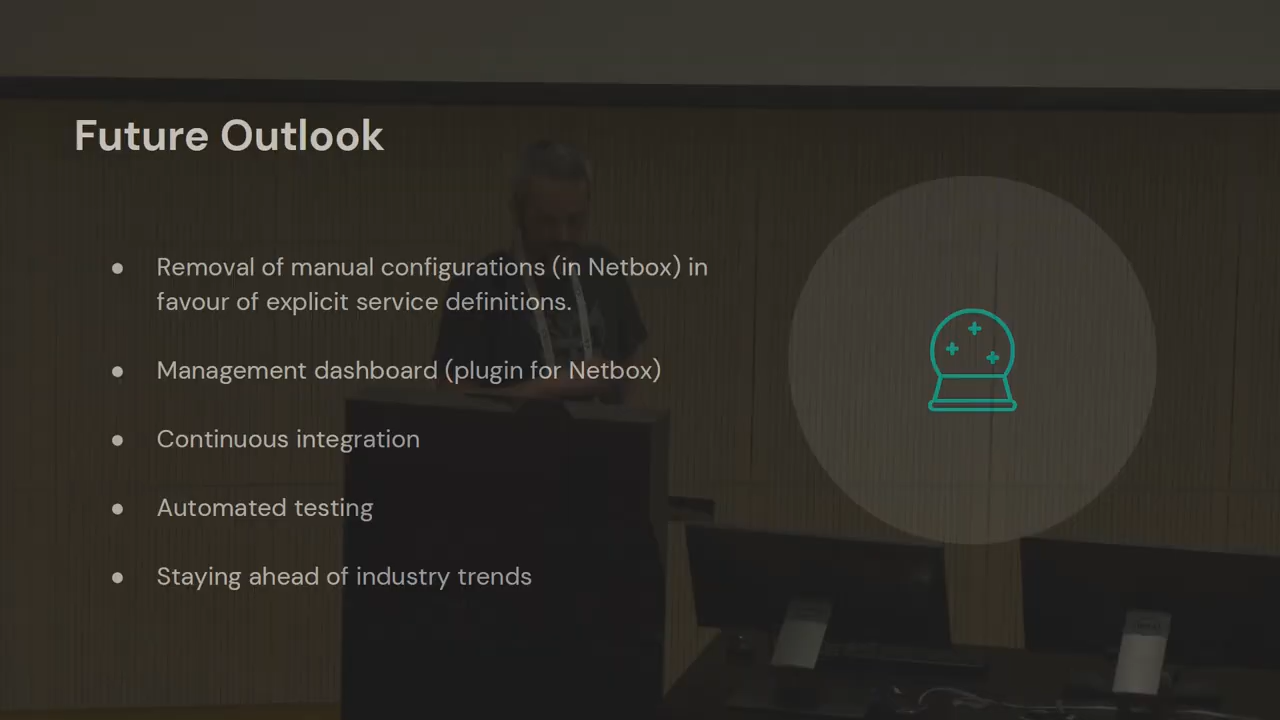 Future Outlook
● Removal of manual configurations (in Netbox) in
favour of explicit service definitions.
● Management dashboard (plugin for Netbox)
● Continuous integration
● Automated testing
● Staying ahead of industry trends